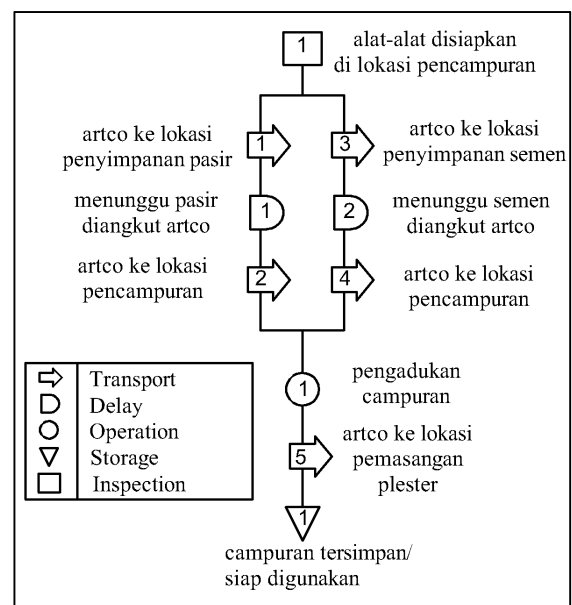 1
alat-alat disiapkan
di lokasi pencampuran
artco ke lokasi
penyimpanan pasir
1
3
artco ke lokasi
penyimpanan semen
menunggu pasir
diangkut artco
1
2
menunggu semen
diangkut artco
artco ke lokasi
pencampuran
2
4
artco ke lokasi
pencampuran
1
pengadukan
campuran
5
artco ke lokasi
pemasangan
plester
1
campuran tersimpan/
siap digunakan
Transport
Delay
Operation
Storage
Inspection